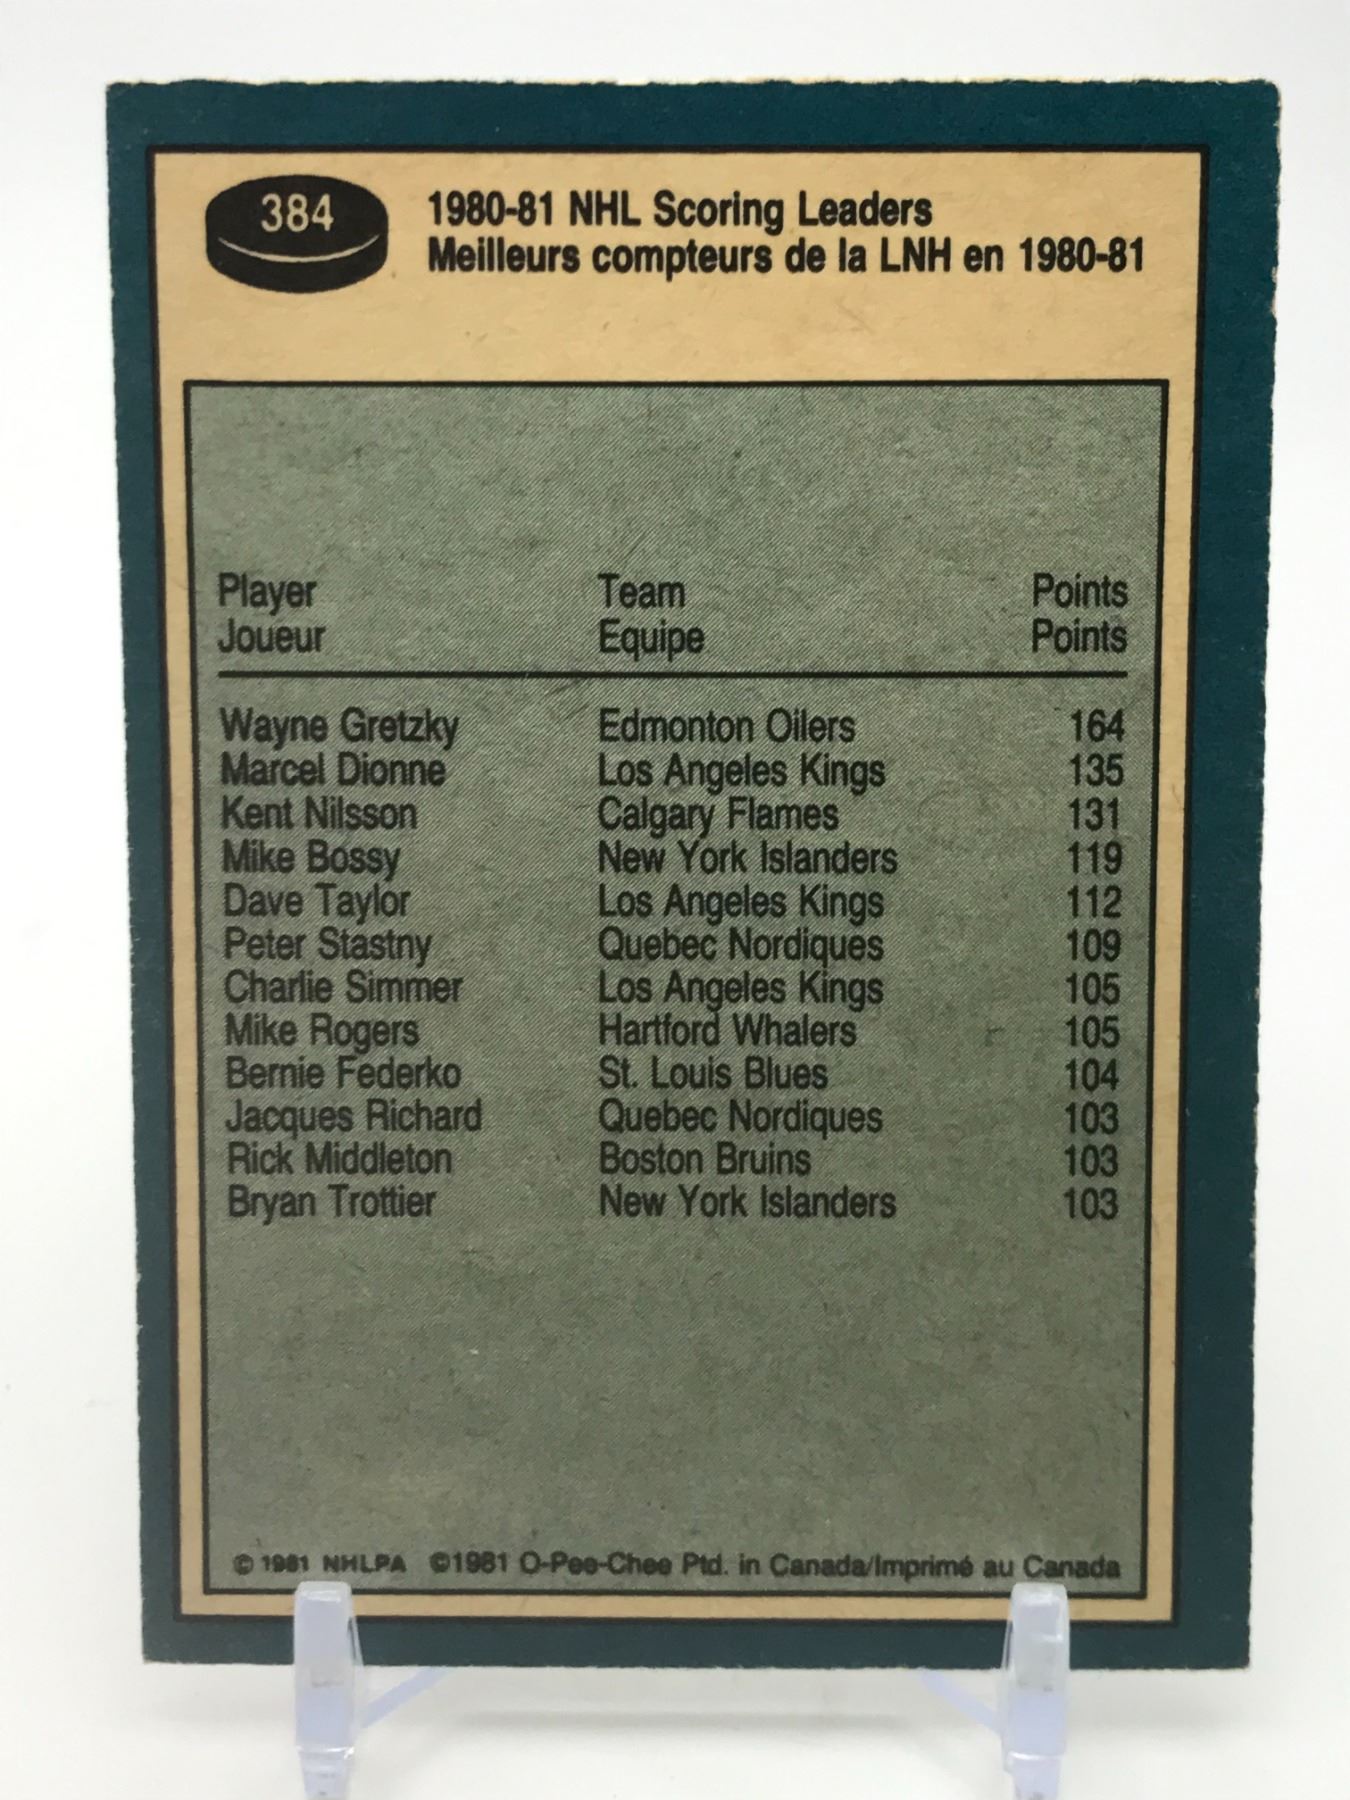 384
1980-81 NHL Scoring Leaders
Meilleurs compteurs de la LNH en 1980-81
Player Team Points
Joueur Equipe Points
Wayne Gretzky Edmonton Oilers 164
Marcel Dionne Los Angeles Kings 135
Kent Nilsson Calgary Flames 131
Mike Bossy New York Islanders 119
Dave Taylor Los Angeles Kings 112
Peter Stastny Quebec Nordiques 109
Charlie Simmer Los Angeles Kings 105
Mike Rogers Hartford Whalers 105
Bernie Federko St. Louis Blues 104
Jacques Richard Quebec Nordiques 103
Rick Middleton Boston Bruins 103
Bryan Trottier New York Islanders 103
© 1981 NHLPA ©1981 O-Pee-Chee Ptd. in Canada/Imprimé au Canada